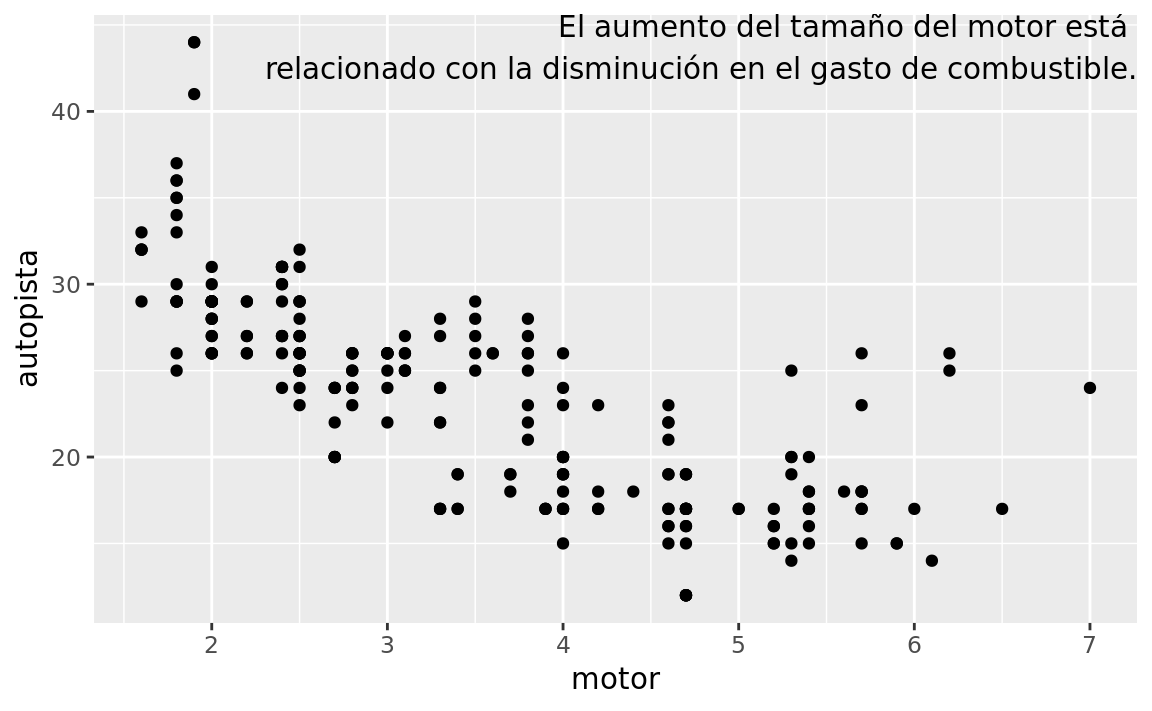 El aumento del tamaño del motor está
relacionado con la disminución en el gasto de combustible.
40
30
20
autopista
2 3 4 5 6 7
motor